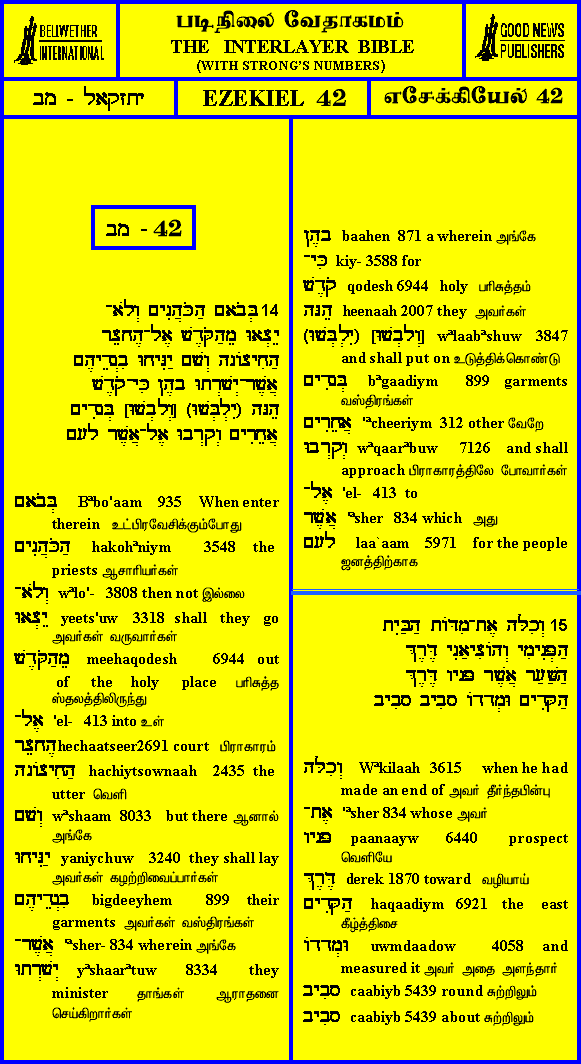 BELLWETHER
INTERNATIONAL
படிநிலை வேதாகமம்
THE INTERLAYER BIBLE
(WITH STRONG'S NUMBERS)
GOOD NEWS
PUBLISHERS
יחזקאל - מב
EZEKIEL 42
எசேக்கியேல் 42
מב - 42
14 בְּבֹאָם הַכֹּהֲנִים וְלֹא־
יֵצְאוּ מֵהַקֹּדֶשׁ אֶל־הֶחָצֵר
הַחִיצוֹנָה וְשָׁם יַנִּיחוּ בִגְדֵיהֶם
אֲשֶׁר־יְשָׁרְתוּ בָהֶן כִּי־קֹדֶשׁ
הֵנָּה (יִלְבְּשׁוּ) [וְלָבְשׁוּ] בְּגָדִים
אֲחֵרִים וְקָרְבוּ אֶל־אֲשֶׁר לָעָם
בְּבֹאָם Bªbo'aam 935 When enter
therein உட்பிரவேசிக்கும்போது
הַכֹּהֲנִים hakohªniym 3548 the
priests ஆசாரியர்கள்
וְלֹא־ wªlo'- 3808 then not இல்லை
יֵצְאוּ yeets'uw 3318 shall they go
அவர்கள் வருவார்கள்
מֵהַקֹּדֶשׁ meehaqodesh 6944 out
of the holy place பரிசுத்த
ஸ்தலத்திலிருந்து
אֶל־ 'el- 413 into உள்
הֶחָצֵר hechaatseer2691 court பிராகாரம்
הַחִיצוֹנָה hachiytsownaah 2435 the
utter வெளி
וְשָׁם wªshaam 8033 but there ஆனால்
அங்கே
יַנִּיחוּ yaniychuw 3240 they shall lay
அவர்கள் கழற்றிவைப்பார்கள்
בִגְדֵיהֶם bigdeeyhem 899 their
garments அவர்கள் வஸ்திரங்கள்
אֲשֶׁר־ 'ªsher- 834 wherein அங்கே
יְשָׁרְתוּ yªshaarªtuw 8334 they
minister தாங்கள் ஆராதனை
செய்கிறார்கள்
בָהֶן baahen 871 a wherein அங்கே
כִּי־ kiy- 3588 for
קֹדֶשׁ qodesh 6944 holy பரிசுத்தம்
הֵנָּה heenaah 2007 they அவர்கள்
(יִלְבְּשׁוּ) [וְלָבְשׁוּ] wªlaabªshuw 3847
and shall put on உடுத்திக்கொண்டு
בְּגָדִים bªgaadiym 899 garments
வஸ்திரங்கள்
אֲחֵרִים 'ªcheeriym 312 other வேறே
וְקָרְבוּ wªqaarªbuw 7126 and shall
approach பிராகாரத்திலே போவார்கள்
אֶל־ 'el- 413 to
אֲשֶׁר 'ªsher 834 which அது
לָעָם laa`aam 5971 for the people
ஜனத்திற்காக
15 וְכִלָּה אֶת־מִדּוֹת הַבַּיִת
הַפְּנִימִי וְהוֹצִיאַנִי דֶּרֶךְ
הַשַּׁעַר אֲשֶׁר פָּנָיו דֶּרֶךְ
הַקָּדִים וּמְדָדוֹ סָבִיב סָבִיב
וְכִלָּה Wªkilaah 3615 when he had
made an end of அவர் தீர்ந்தபின்பு
אֶת־ 'ªsher 834 whose அவர்
פָּנָיו paanaayw 6440 prospect
வெளியே
דֶּרֶךְ derek 1870 toward வழியாய்
הַקָּדִים haqaadiym 6921 the east
கீழ்த்திசை
וּמְדָדוֹ uwmdaadow 4058 and
measured it அவர் அதை அளந்தார்
סָבִיב caabiyb 5439 round சுற்றிலும்
סָבִיב caabiyb 5439 about சுற்றிலும்